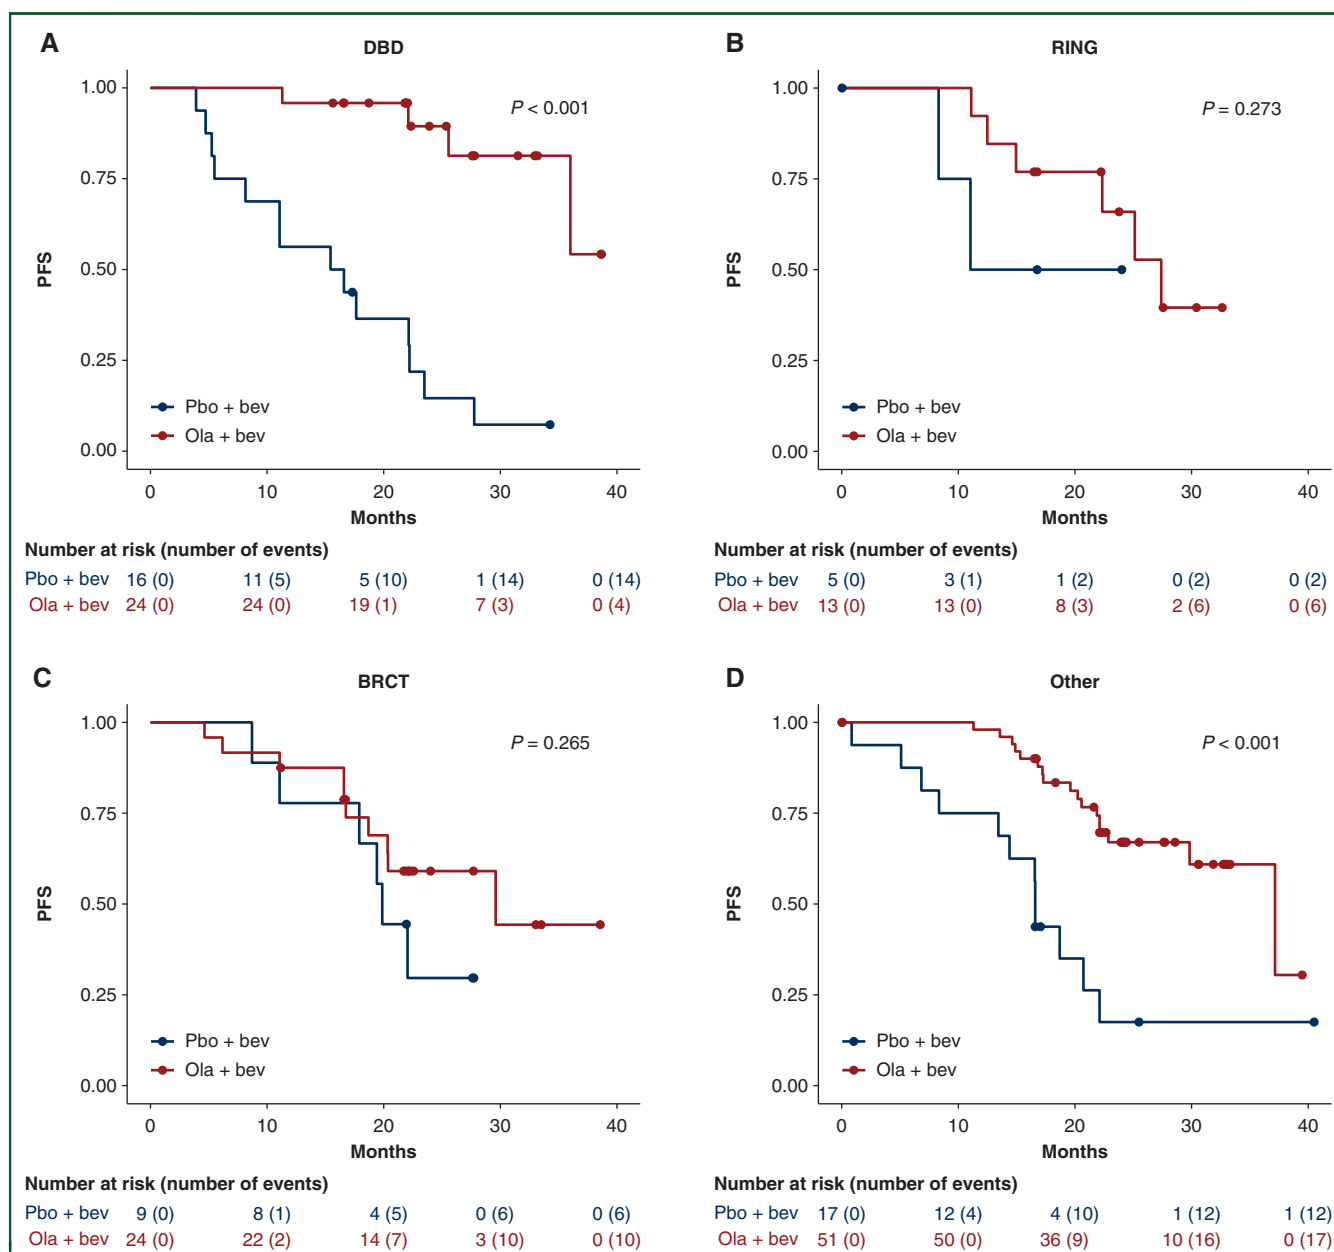 A
DBD
1.00
0.75
0.50
0.25
0.00
PFS
P < 0.001
Pbo + bev
Ola + bev
0 10 20 30 40
Months
Number at risk (number of events)
Pbo + bev 16 (0) 11 (5) 5 (10) 1 (14) 0 (14)
Ola + bev 24 (0) 24 (0) 19 (1) 7 (3) 0 (4)
B
RING
1.00
0.75
0.50
0.25
0.00
PFS
P = 0.273
Pbo + bev
Ola + bev
0 10 20 30 40
Months
Number at risk (number of events)
Pbo + bev 5 (0) 3 (1) 1 (2) 0 (2) 0 (2)
Ola + bev 13 (0) 13 (0) 8 (3) 2 (6) 0 (6)
C
BRCT
1.00
0.75
0.50
0.25
0.00
PFS
P = 0.265
Pbo + bev
Ola + bev
0 10 20 30 40
Months
Number at risk (number of events)
Pbo + bev 9 (0) 8 (1) 4 (5) 0 (6) 0 (6)
Ola + bev 24 (0) 22 (2) 14 (7) 3 (10) 0 (10)
D
Other
1.00
0.75
0.50
0.25
0.00
PFS
P < 0.001
Pbo + bev
Ola + bev
0 10 20 30 40
Months
Number at risk (number of events)
Pbo + bev 17 (0) 12 (4) 4 (10) 1 (12) 1 (12)
Ola + bev 51 (0) 50 (0) 36 (9) 10 (16) 0 (17)